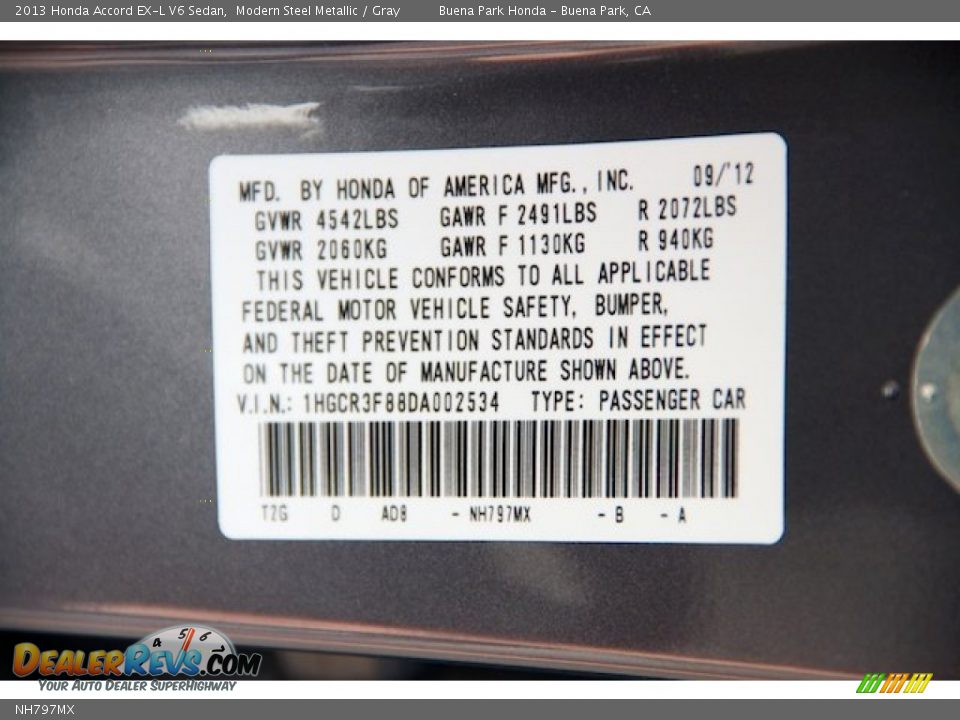 2013 Honda Accord EX-L V6 Sedan, Modern Steel Metallic / Gray Buena Park Honda - Buena Park, CA
MFD. BY HONDA OF AMERICA MFG., INC. 09/'12
GVWR 4542LBS GAWR F 2491LBS R 2072LBS
GVWR 2060KG GAWR F 1130KG R 940KG
THIS VEHICLE CONFORMS TO ALL APPLICABLE
FEDERAL MOTOR VEHICLE SAFETY, BUMPER,
AND THEFT PREVENTION STANDARDS IN EFFECT
ON THE DATE OF MANUFACTURE SHOWN ABOVE.
V.I.N.: 1HGCR3F88DA002534 TYPE: PASSENGER CAR
T2G D AD8 - NH797MX - B - A
4 5 6
DEALERREVS.COM
YOUR AUTO DEALER SUPERHIGHWAY
NH797MX